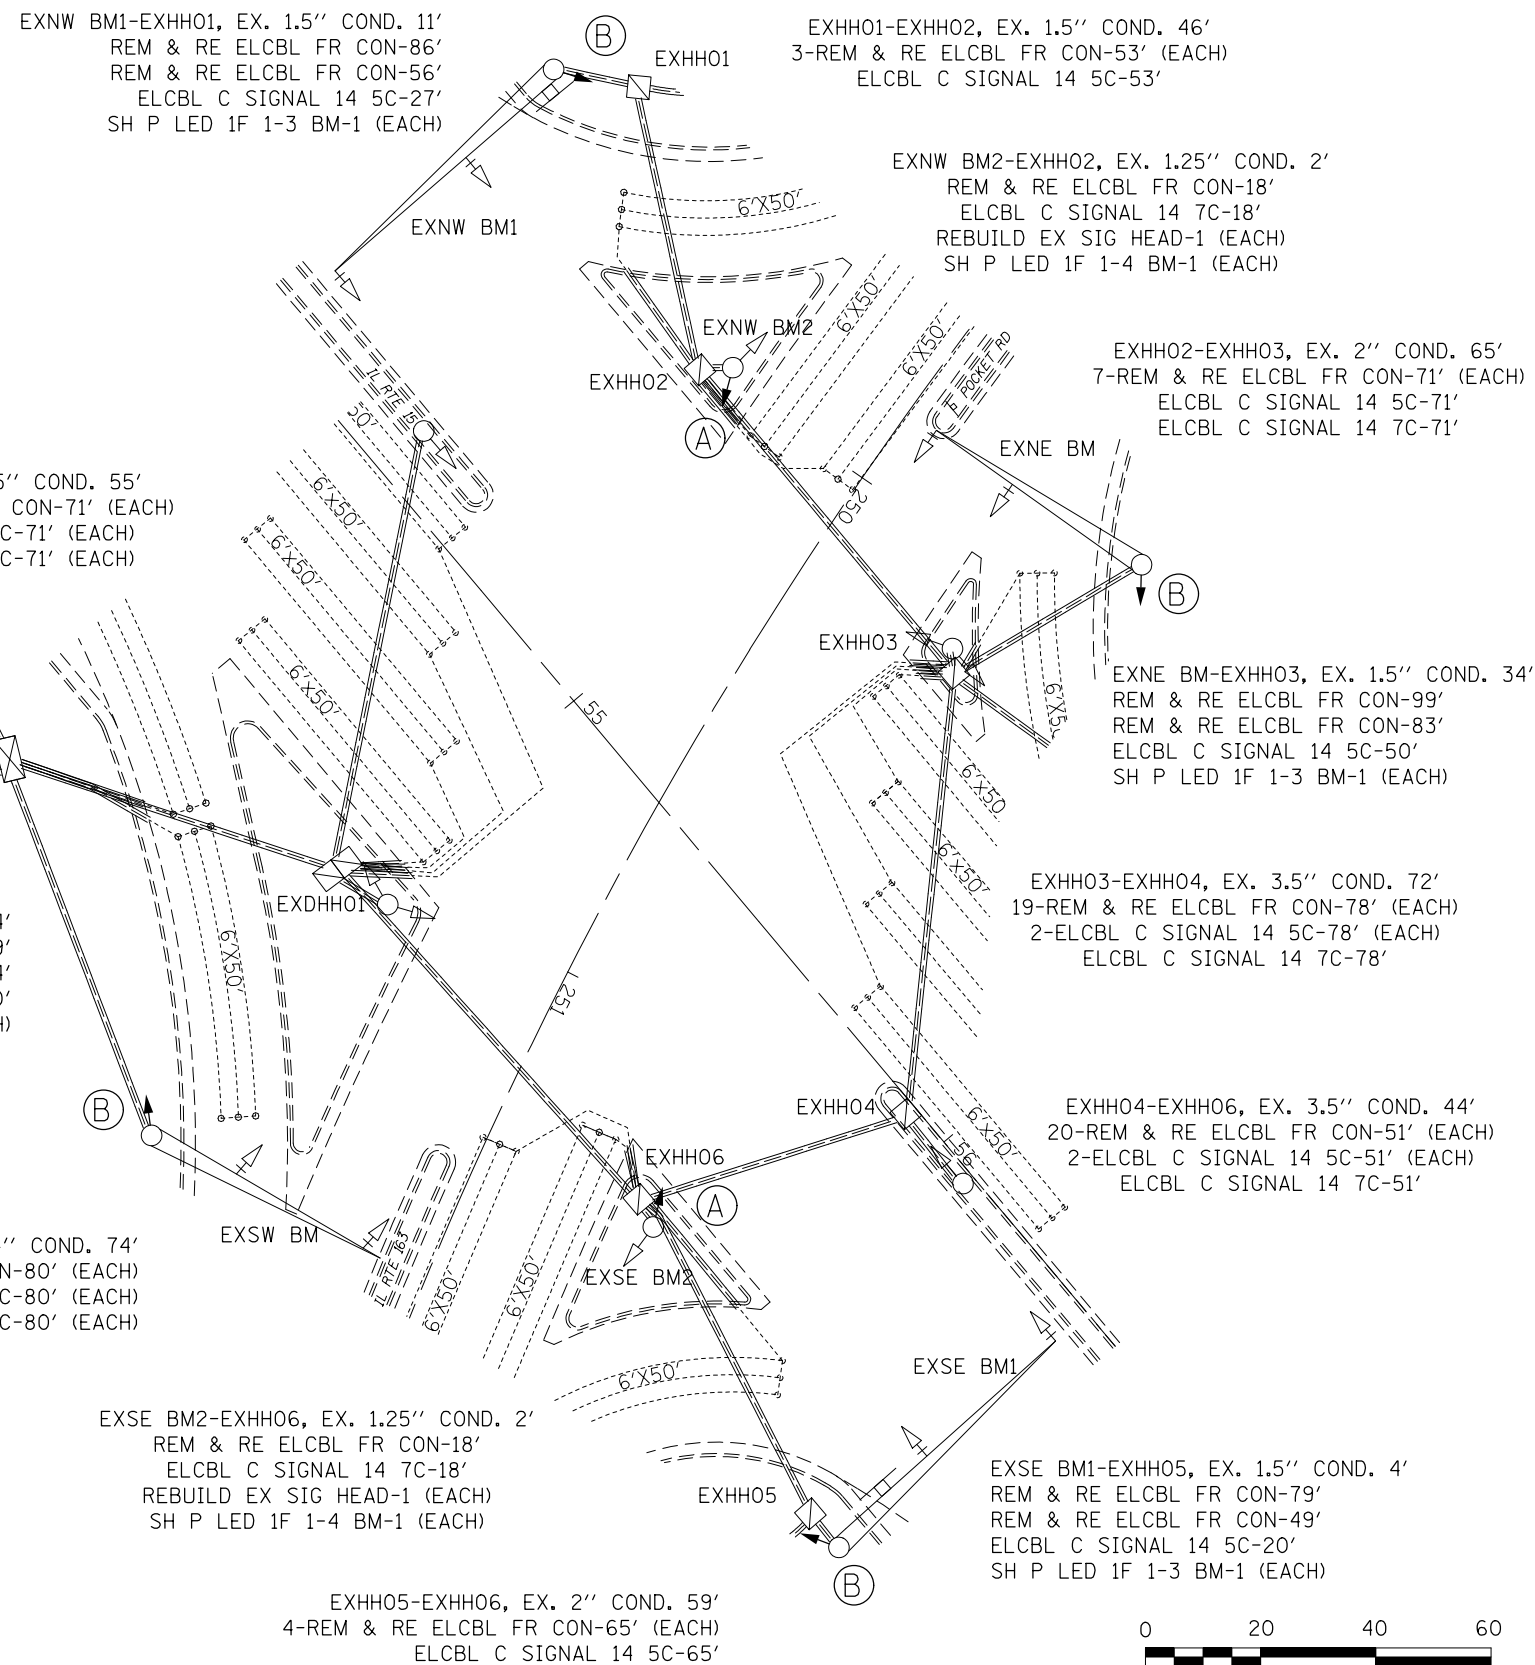 EXNW BM1-EXHH01, EX. 1.5'' COND. 11'
REM & RE ELCBL FR CON-86'
REM & RE ELCBL FR CON-56'
ELCBL C SIGNAL 14 5C-27'
SH P LED 1F 1-3 BM-1 (EACH)
B
EXHH01
EXHH01-EXHH02, EX. 1.5'' COND. 46'
3-REM & RE ELCBL FR CON-53' (EACH)
ELCBL C SIGNAL 14 5C-53'
EXNW BM1
6'X50'
EXNW BM2-EXHH02, EX. 1.25'' COND. 2'
REM & RE ELCBL FR CON-18'
ELCBL C SIGNAL 14 7C-18'
REBUILD EX SIG HEAD-1 (EACH)
SH P LED 1F 1-4 BM-1 (EACH)
EXNW BM2
EXHH02
A
6'X50'
6'X50'
POCKET RD
250
IL RTE 15
50'
EXHH02-EXHH03, EX. 2'' COND. 65'
7-REM & RE ELCBL FR CON-71' (EACH)
ELCBL C SIGNAL 14 5C-71'
ELCBL C SIGNAL 14 7C-71'
EXNE BM
B
5'' COND. 55'
CON-71' (EACH)
C-71' (EACH)
C-71' (EACH)
6'X50'
6'X50'
6'X50'
55
EXHH03
6'X5
EXNE BM-EXHH03, EX. 1.5'' COND. 34'
REM & RE ELCBL FR CON-99'
REM & RE ELCBL FR CON-83'
ELCBL C SIGNAL 14 5C-50'
SH P LED 1F 1-3 BM-1 (EACH)
6'X50
6'X50'
EXHH03-EXHH04, EX. 3.5'' COND. 72'
19-REM & RE ELCBL FR CON-78' (EACH)
2-ELCBL C SIGNAL 14 5C-78' (EACH)
ELCBL C SIGNAL 14 7C-78'
EXDHH01
6'X50'
251
B
EXHH04
56
6'X50'
EXHH04-EXHH06, EX. 3.5'' COND. 44'
20-REM & RE ELCBL FR CON-51' (EACH)
2-ELCBL C SIGNAL 14 5C-51' (EACH)
ELCBL C SIGNAL 14 7C-51'
EXHH06
A
EXSW BM
IL RTE 163
6'X50'
6'X50'
EXSE BM2
'' COND. 74'
N-80' (EACH)
C-80' (EACH)
C-80' (EACH)
6'X50'
EXSE BM1
EXSE BM2-EXHH06, EX. 1.25'' COND. 2'
REM & RE ELCBL FR CON-18'
ELCBL C SIGNAL 14 7C-18'
REBUILD EX SIG HEAD-1 (EACH)
SH P LED 1F 1-4 BM-1 (EACH)
EXHH05
B
EXSE BM1-EXHH05, EX. 1.5'' COND. 4'
REM & RE ELCBL FR CON-79'
REM & RE ELCBL FR CON-49'
ELCBL C SIGNAL 14 5C-20'
SH P LED 1F 1-3 BM-1 (EACH)
EXHH05-EXHH06, EX. 2'' COND. 59'
4-REM & RE ELCBL FR CON-65' (EACH)
ELCBL C SIGNAL 14 5C-65'
0 20 40 60